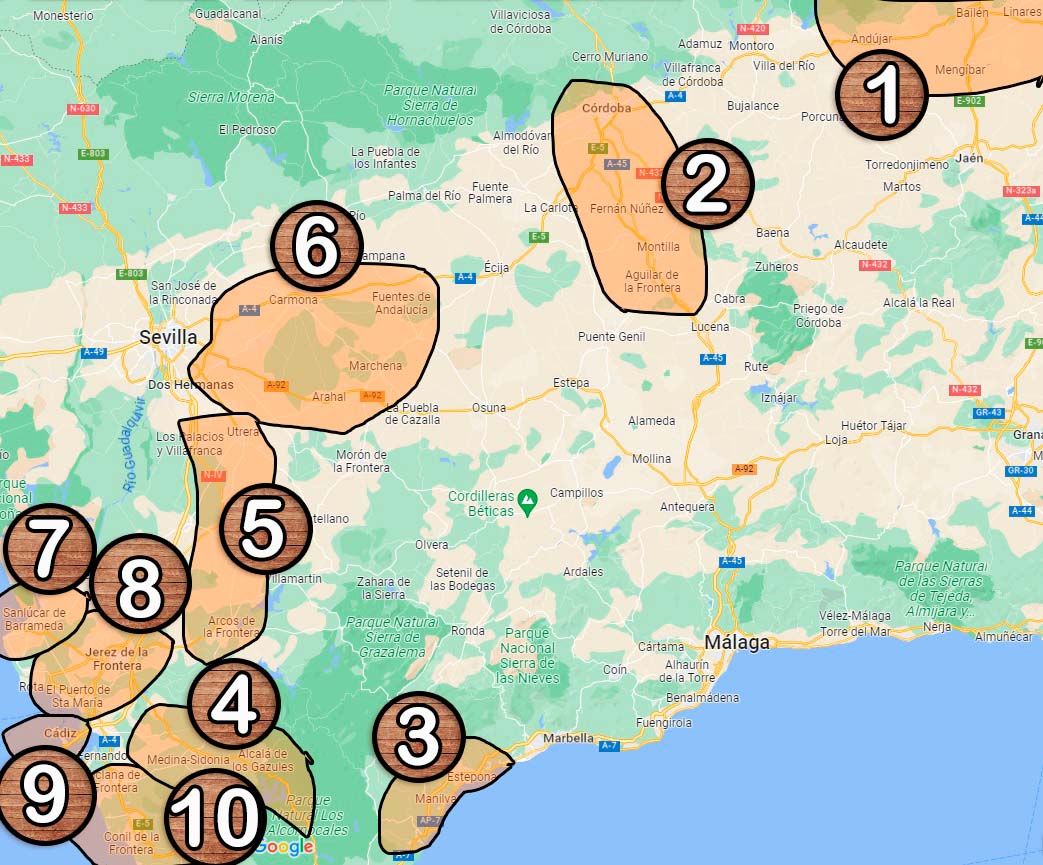 Monesterio
Guadalcanal
Alanís
Villaviciosa
de Córdoba
N-420
Bailén
Linares
Andújar
Adamuz
Montoro
Cerro Muriano
Villafranca
de Córdoba
Villa del Río
Mengíbar
1
Sierra Morena
Parque Natural
Sierra de
Hornachuelos
A-4
E-902
N-630
Córdoba
Bujalance
Porcun
El Pedroso
Almodóvar
del Río
E-5
E-803
N-433
La Puebla de
los Infantes
A-45
N-432
2
Torredonjimeno
Jaén
Martos
N-323a
Palma del Río
Fuente
Palmera
La Carlota
Fernán Núñez
N-433
Río
A-44
6
E-5
Montilla
Baena
Alcaudete
ampana
Écija
A-4
E-803
Zuheros
N-432
San José de
la Rinconada
Carmona
Fuentes de
Andalucía
Aguilar de
la Frontera
Cabra
Alcalá la Real
A-4
Priego de
Córdoba
Sevilla
Puente Genil
Lucena
A-49
A-45
Marchena
Rute
Dos Hermanas
A-92
Arahal
A-92
Estepa
Iznájar
N-432
La Puebla
de Cazalla
Osuna
Alameda
GR-43
Río Guadalquivir
Los Palacios
y Villafranca
Utrera
Huétor Tájar
Loja
Grana
Morón de
la Frontera
Mollina
A-92
GR-30
N-IV
Cordilleras
Béticas
Campillos
Antequera
A-44
5
tellano
7
8
Olvera
A-45
Setenil de
las Bodegas
Ardales
Zahara de
la Sierra
illamartin
Parque Natural
de las Sierras
de Tejeda,
Almijara y...
Sanlúcar de
Barrameda
Arcos de
la Frontera
Parque Natural
Sierra de
Grazalema
Ronda
Parque
Nacional
Sierra de
las Nieves
Vélez-Málaga
Torre del Mar
Nerja
Almuñécar
Jerez de la
Frontera
Cártama
Málaga
Coín
Alhaurín
de la Torre
Rota
El Puerto de
Sta María
4
Benalmádena
Fuengirola
3
Cádiz
A-4
Marbella
A-7
Fernando
Medina-Sidonia
Alcalá de
los Gazules
Estepona
9
clana de
Frontera
Manilva
10
Parque
Natural Los
Alcornocales
AP-7
E-5
Conil de la
Frontera
Google
A-7